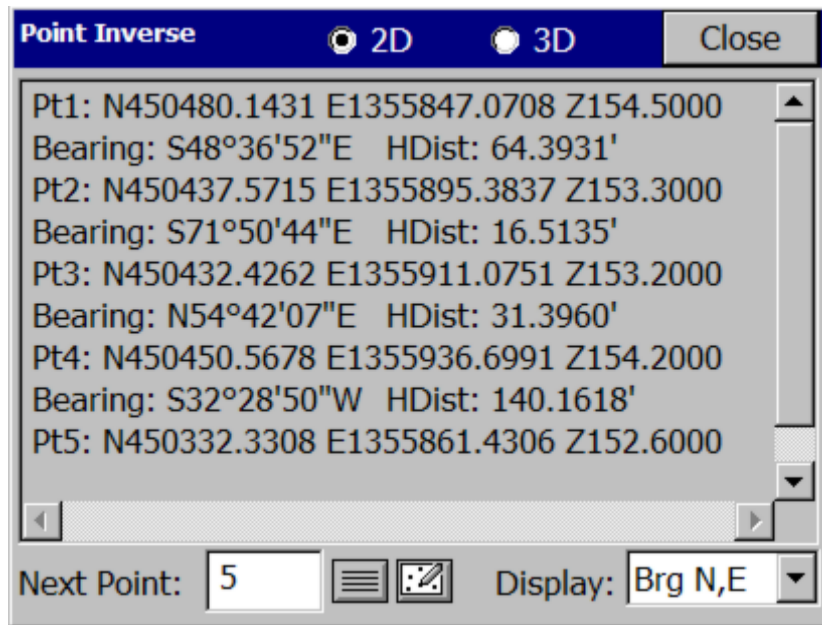 Point Inverse 2D 3D Close
Pt1: N450480.1431 E1355847.0708 Z154.5000
Bearing: S48°36'52"E HDist: 64.3931'
Pt2: N450437.5715 E1355895.3837 Z153.3000
Bearing: S71°50'44"E HDist: 16.5135'
Pt3: N450432.4262 E1355911.0751 Z153.2000
Bearing: N54°42'07"E HDist: 31.3960'
Pt4: N450450.5678 E1355936.6991 Z154.2000
Bearing: S32°28'50"W HDist: 140.1618'
Pt5: N450332.3308 E1355861.4306 Z152.6000
Next Point: 5 Display: Brg N,E